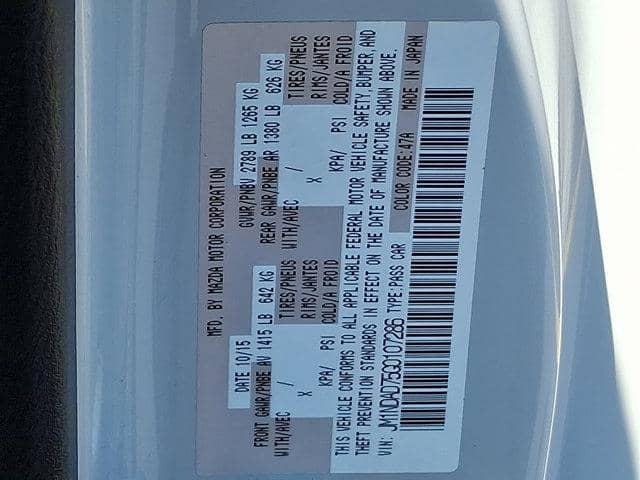 MFD. BY MAZDA MOTOR CORPORATION
DATE 10/15 GVWR/PNBV 2789 LB 1265 KG
FRONT GAWR/PNBE AV 1415 LB 642 KG REAR GAWR/PNBE AR 1380 LB 626 KG
WITH/AVEC TIRES/PNEUS WITH/AVEC TIRES/PNEUS
/ X RIMS/JANTES / X RIMS/JANTES
KPA/ PSI COLD/A FROID KPA/ PSI COLD/A FROID
THIS VEHICLE CONFORMS TO ALL APPLICABLE FEDERAL MOTOR VEHICLE SAFETY,BUMPER,AND
THEFT PREVENTION STANDARDS IN EFFECT ON THE DATE OF MANUFACTURE SHOWN ABOVE.
VIN: JM1NDAD75G0107286 TYPE:PASS CAR COLOR CODE:47A MADE IN JAPAN